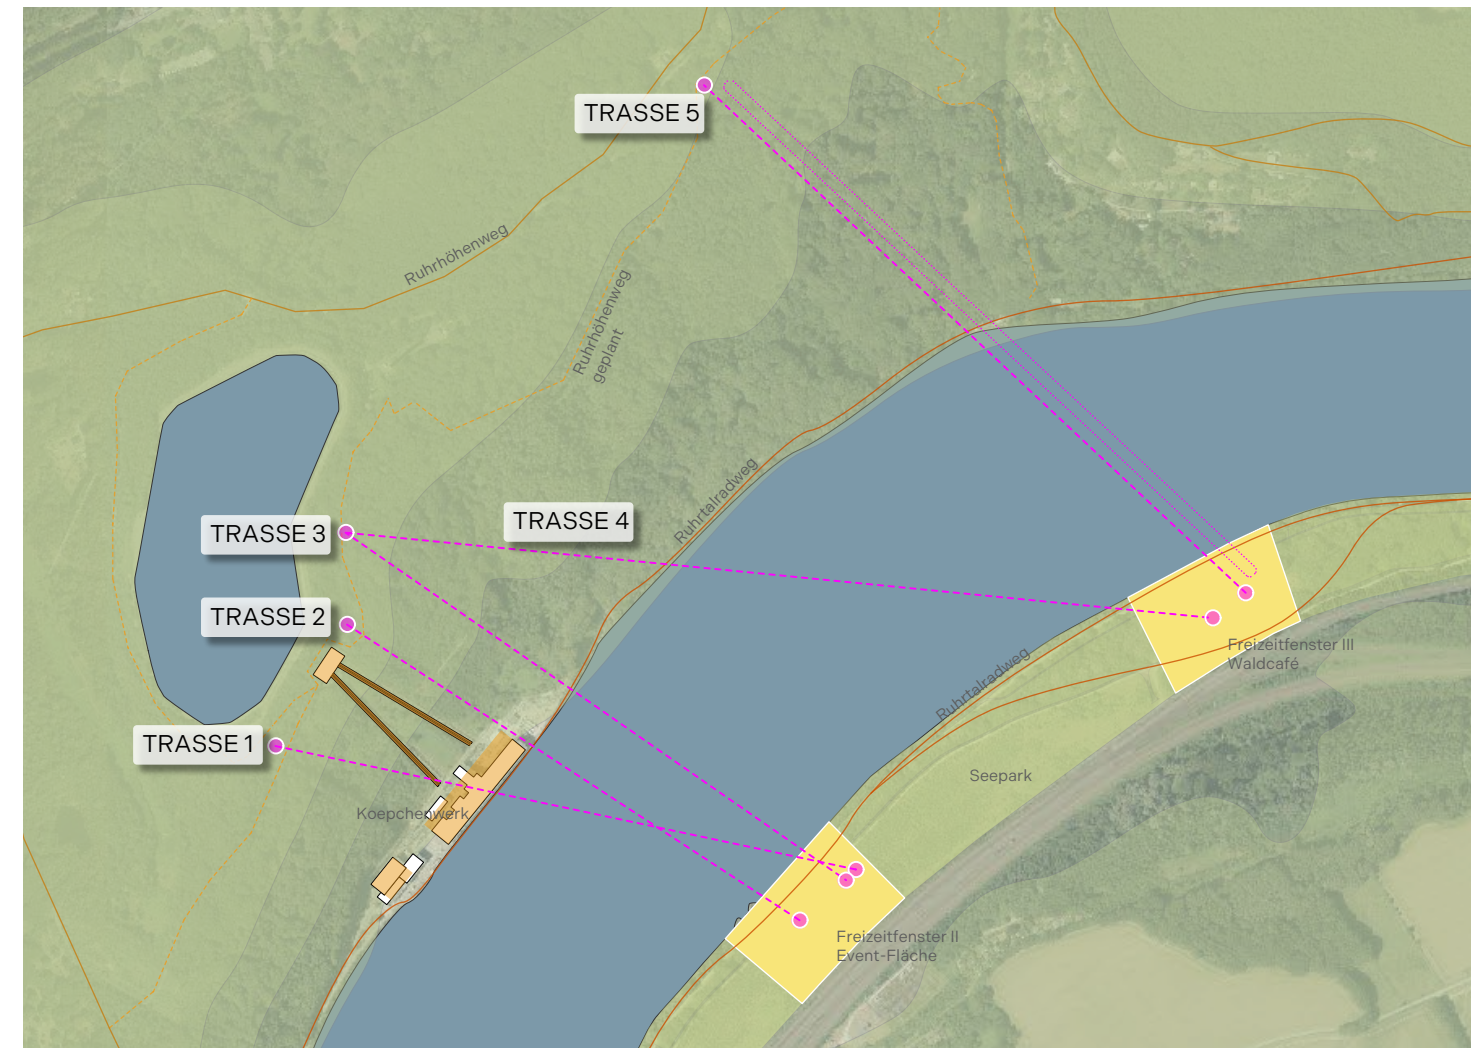 TRASSE 5
Ruhrhöhenweg
Ruhrhöhenweg
geplant
TRASSE 4
TRASSE 3
Ruhrtalradweg
TRASSE 2
Freizeitfenster III
Waldcafé
Ruhrtalradweg
TRASSE 1
Seepark
Koepchenwerk
Freizeitfenster II
Event-Fläche